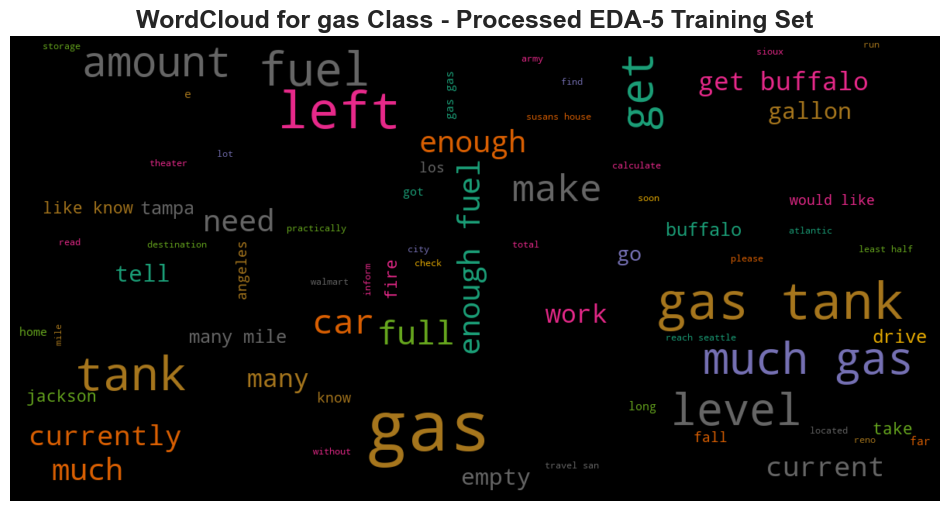 WordCloud for gas Class - Processed EDA-5 Training Set
storage
amount
fuel
left
gas gas
army
find
get
sioux
run
get buffalo
gallon
e
susans house
enough
theater
lot
los
calculate
make
enough fuel
got
soon
would like
like know
tampa
need
practically
buffalo
atlantic
read
destination
city
total
go
please
least half
tell
angeles
walmart
inform
fire
check
gas tank
home
mile
many mile
car
full
work
reach seattle
drive
much gas
tank
many
know
jackson
gas
long
level
located
take
fall
reno
far
currently
much
without
empty
travel san
current